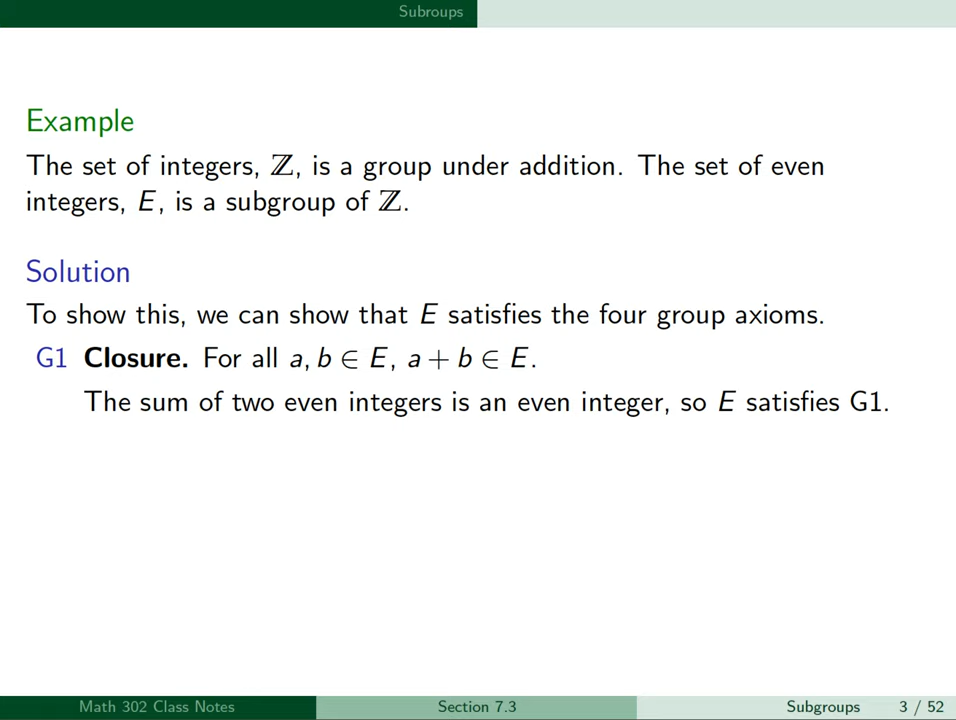 Subroups
Example
The set of integers, ℤ, is a group under addition. The set of even
integers, E, is a subgroup of ℤ.
Solution
To show this, we can show that E satisfies the four group axioms.
G1 Closure. For all a, b ∈ E, a + b ∈ E.
The sum of two even integers is an even integer, so E satisfies G1.
Math 302 Class Notes Section 7.3 Subgroups 3 / 52